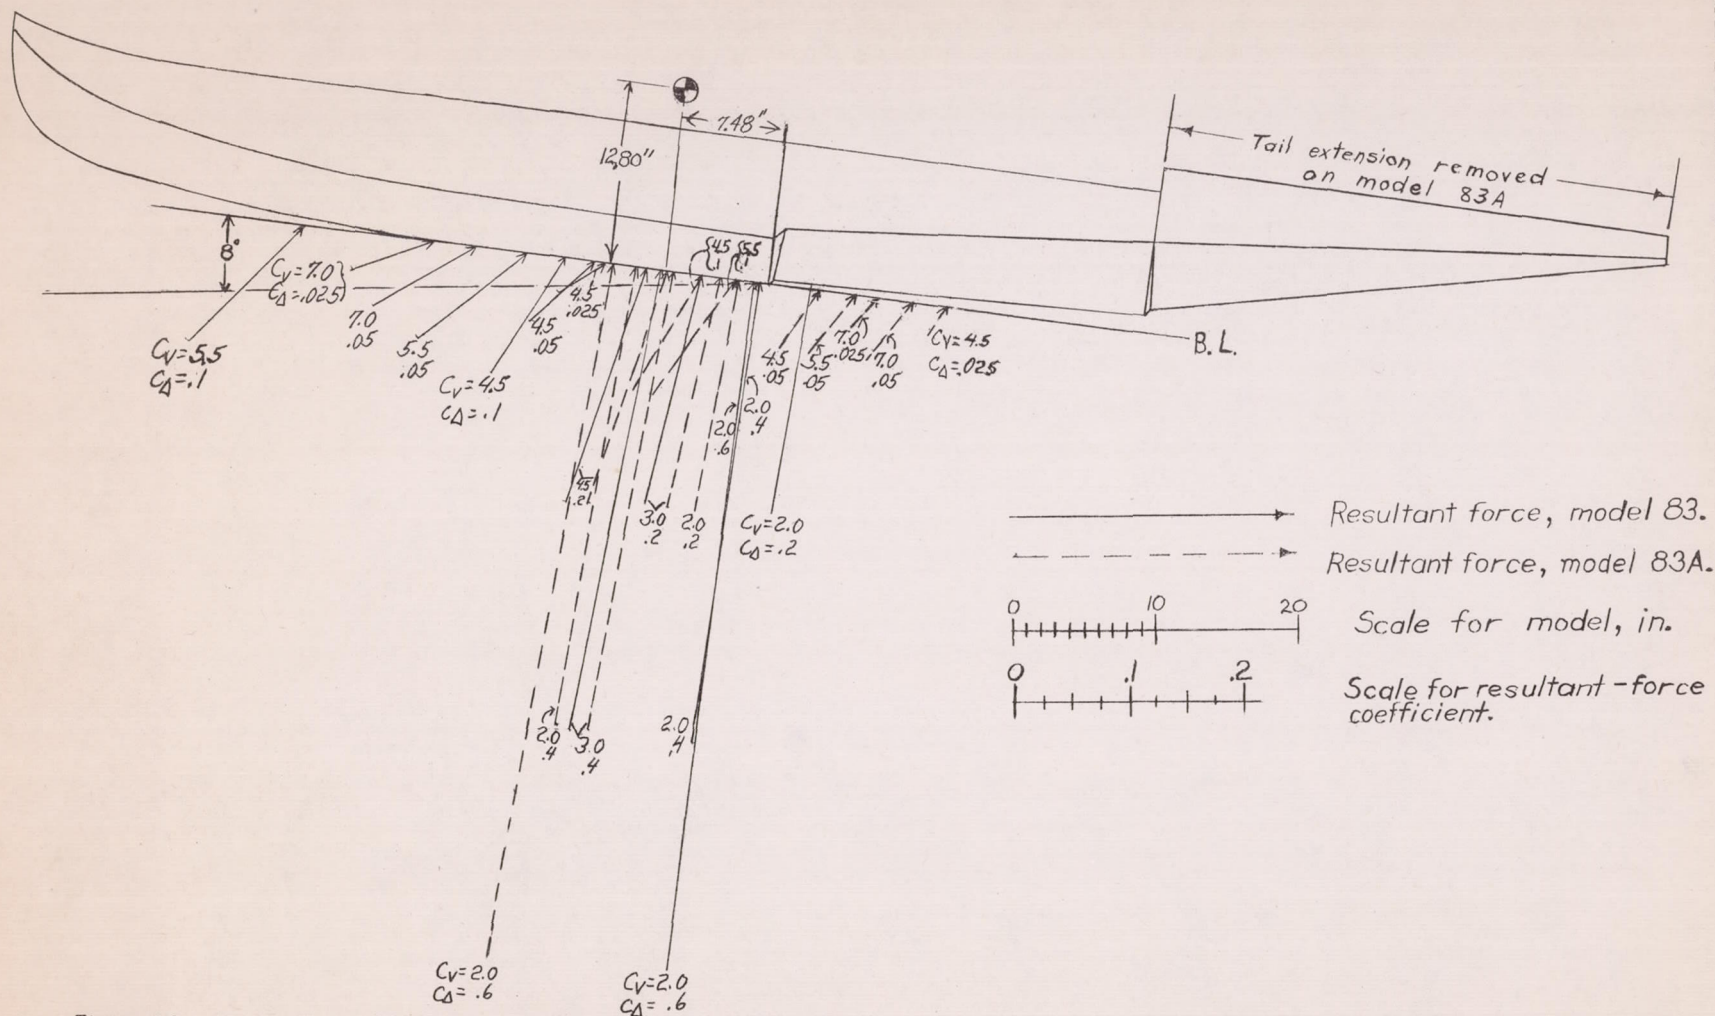 7.48"
12.80"
Tail extension removed
on model 83A
8°
Cv=7.0
CΔ=.025
4.5
.1
5.5
.1
4.5
.025
7.0
.05
4.5
.05
5.5
.05
Cv=5.5
CΔ=.1
Cv=4.5
CΔ=.1
4.5
.05
5.5
.05
7.0
.025
7.0
.05
Cv=4.5
CΔ=.025
B.L.
2.0
.4
2.0
.6
4.5
.2
3.0
.2
2.0
.2
Cv=2.0
CΔ=.2
Resultant force, model 83.
Resultant force, model 83A.
0 10 20
Scale for model, in.
0 .1 .2
Scale for resultant-force
coefficient.
2.0
.4
3.0
.4
2.0
.4
Cv=2.0
CΔ=.6
Cv=2.0
CΔ=.6